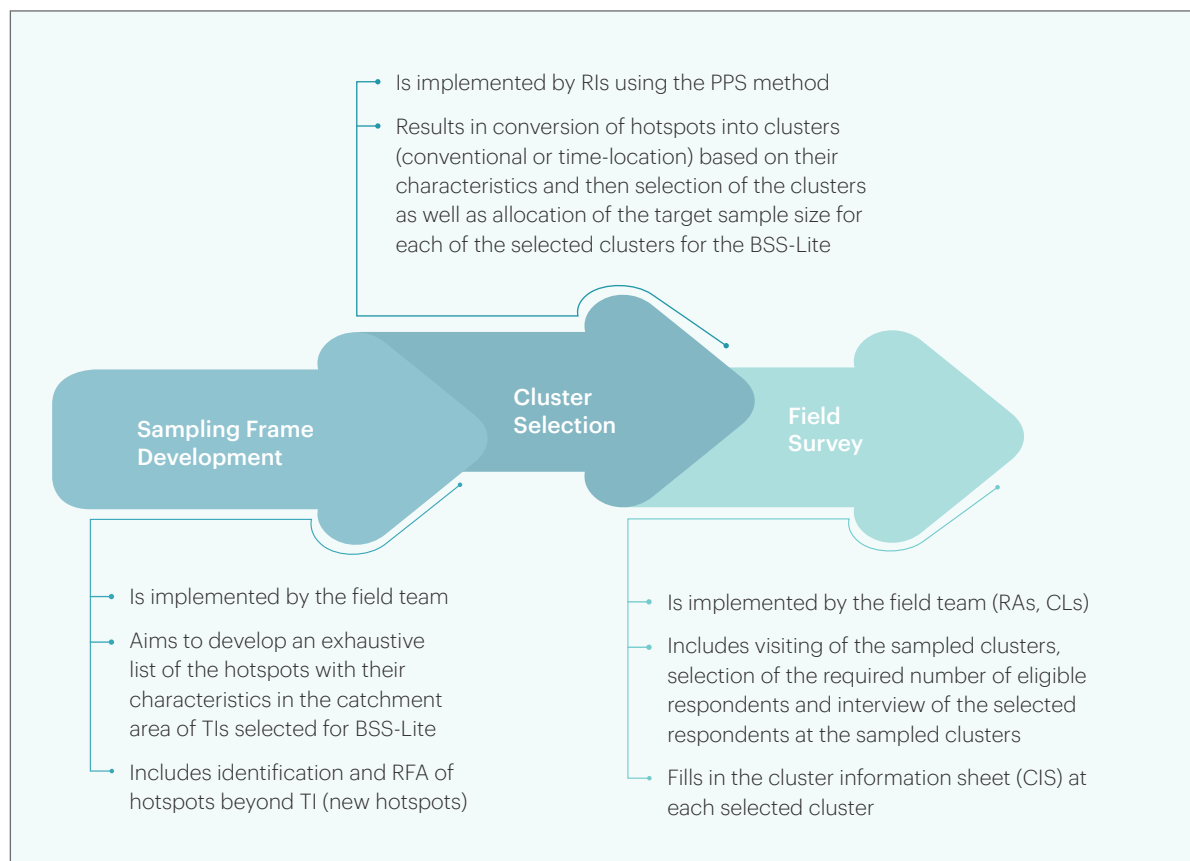 Is implemented by RIs using the PPS method
Results in conversion of hotspots into clusters
(conventional or time-location) based on their
characteristics and then selection of the clusters
as well as allocation of the target sample size for
each of the selected clusters for the BSS-Lite
Sampling Frame
Development
Cluster
Selection
Field
Survey
Is implemented by the field team
Aims to develop an exhaustive
list of the hotspots with their
characteristics in the catchment
area of TIs selected for BSS-Lite
Includes identification and RFA of
hotspots beyond TI (new hotspots)
Is implemented by the field team (RAs, CLs)
Includes visiting of the sampled clusters,
selection of the required number of eligible
respondents and interview of the selected
respondents at the sampled clusters
Fills in the cluster information sheet (CIS) at
each selected cluster